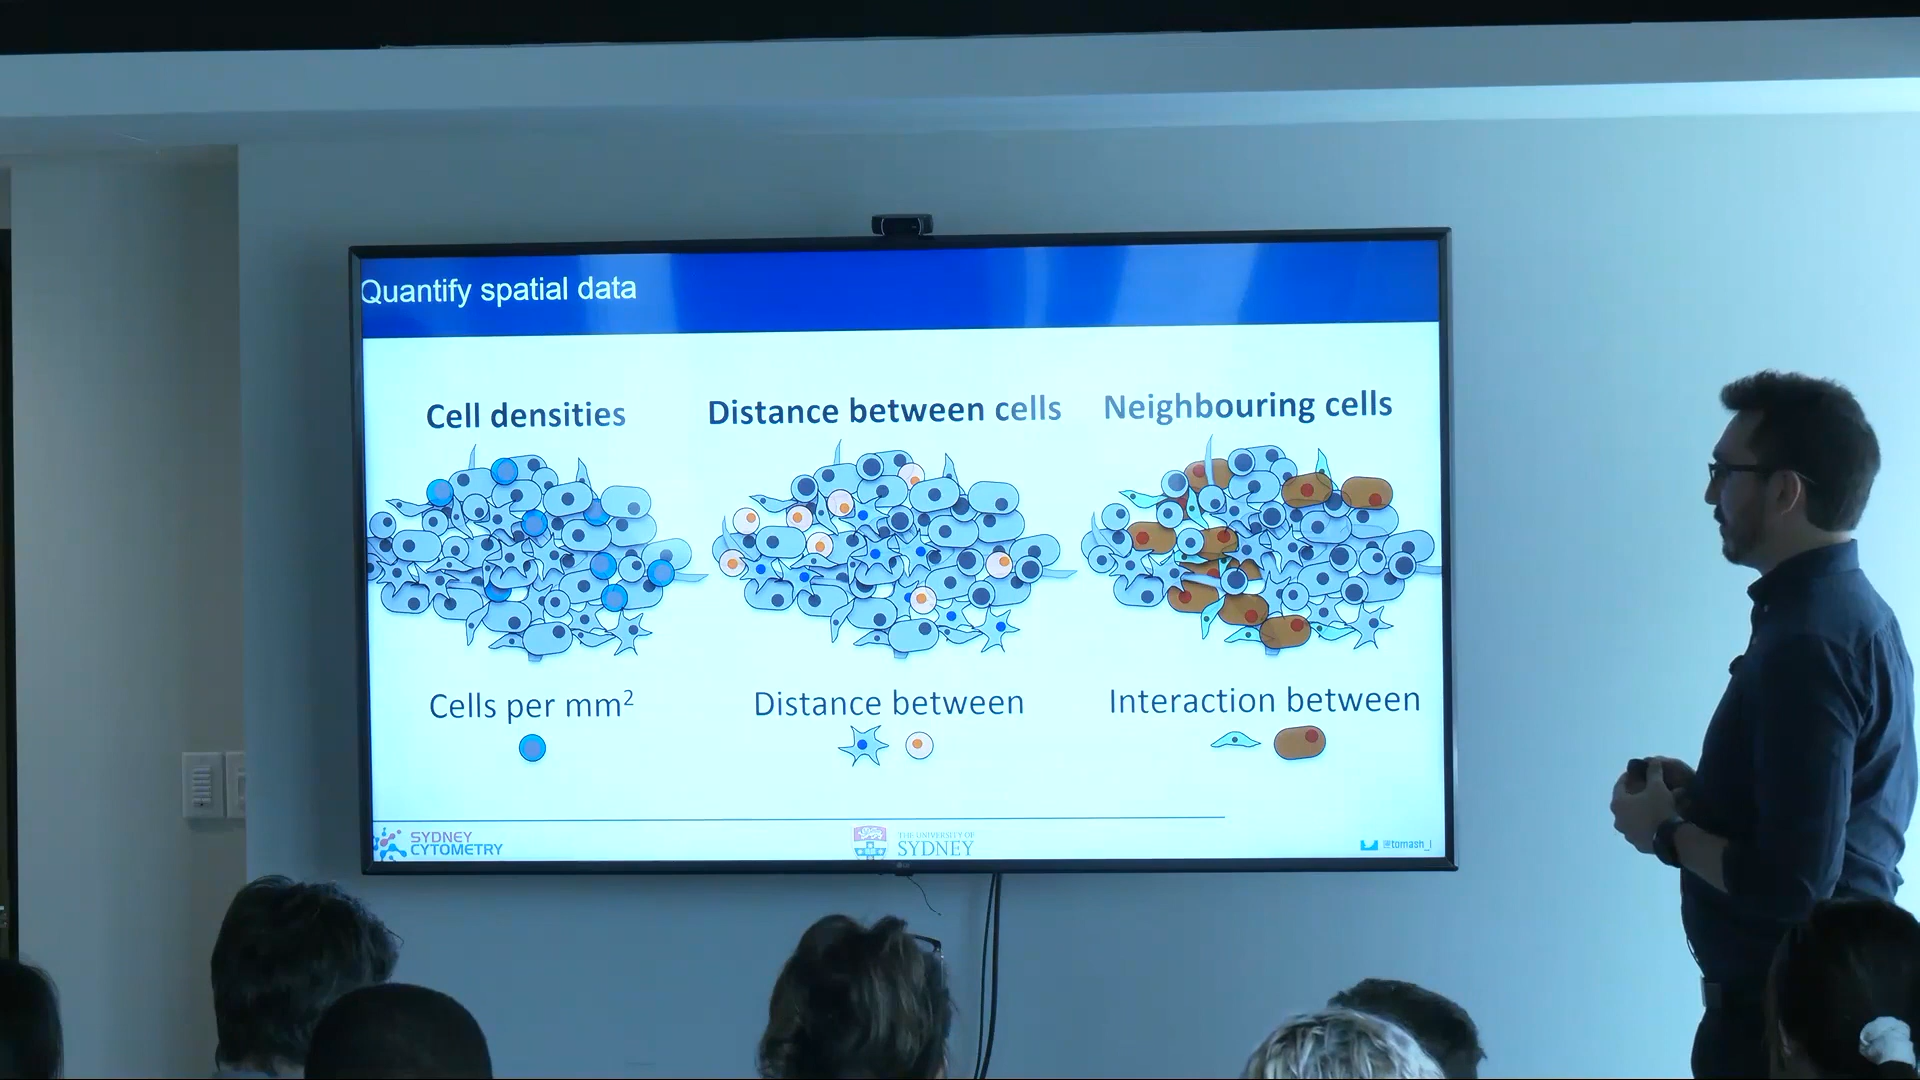 Quantify spatial data
Cell densities
Distance between cells
Neighbouring cells
Cells per mm²
Distance between
Interaction between
SYDNEY
CYTOMETRY
THE UNIVERSITY OF
SYDNEY
@tomash_l
LG